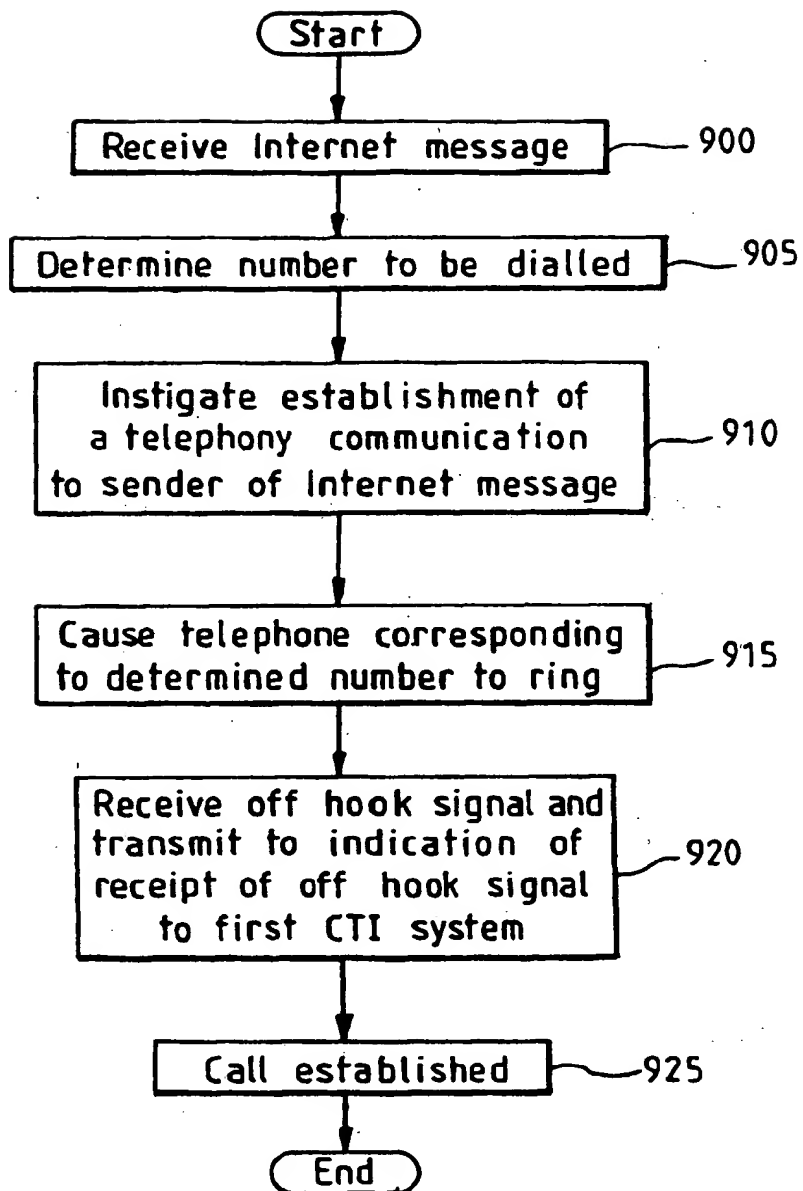 Start
Receive Internet message
900
Determine number to be dialled
905
Instigate establishment of
a telephony communication
to sender of Internet message
910
Cause telephone corresponding
to determined number to ring
915
Receive off hook signal and
transmit to indication of
receipt of off hook signal
to first CTI system
920
Call established
925
End